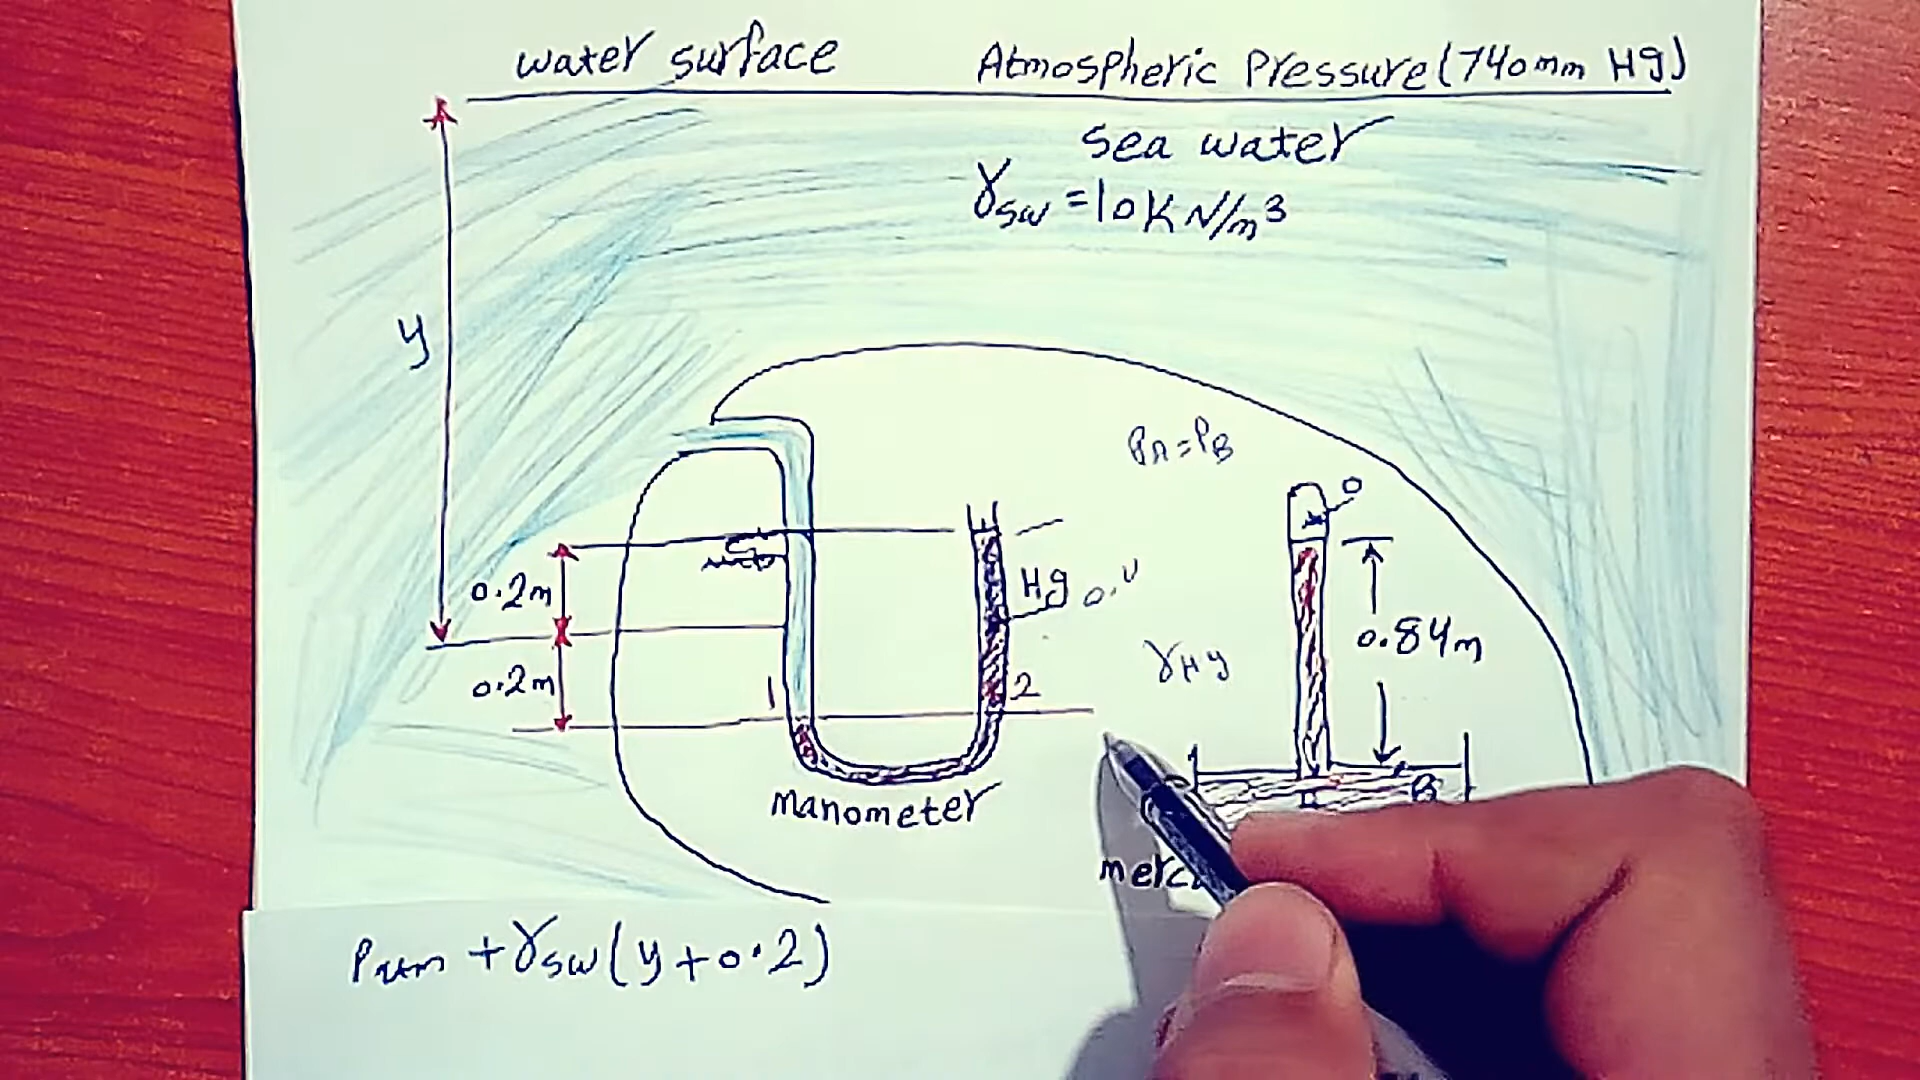 water surface
Atmospheric Pressure (740mm Hg)
sea water
γsw = 10 kN/m³
y
PA = PB
0
0.2m
Hg
0.84m
γHg
0.2m
1
2
B
manometer
Patm + γsw (y + 0.2)